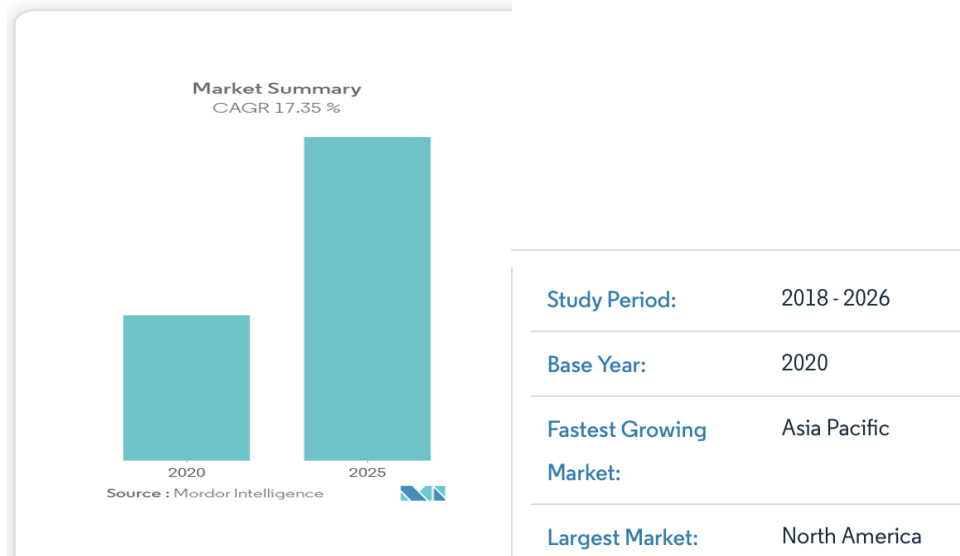 Market Summary
CAGR 17.35 %
2020 2025
Source : Mordor Intelligence
Study Period: 2018 - 2026
Base Year: 2020
Fastest Growing Asia Pacific
Market:
Largest Market: North America